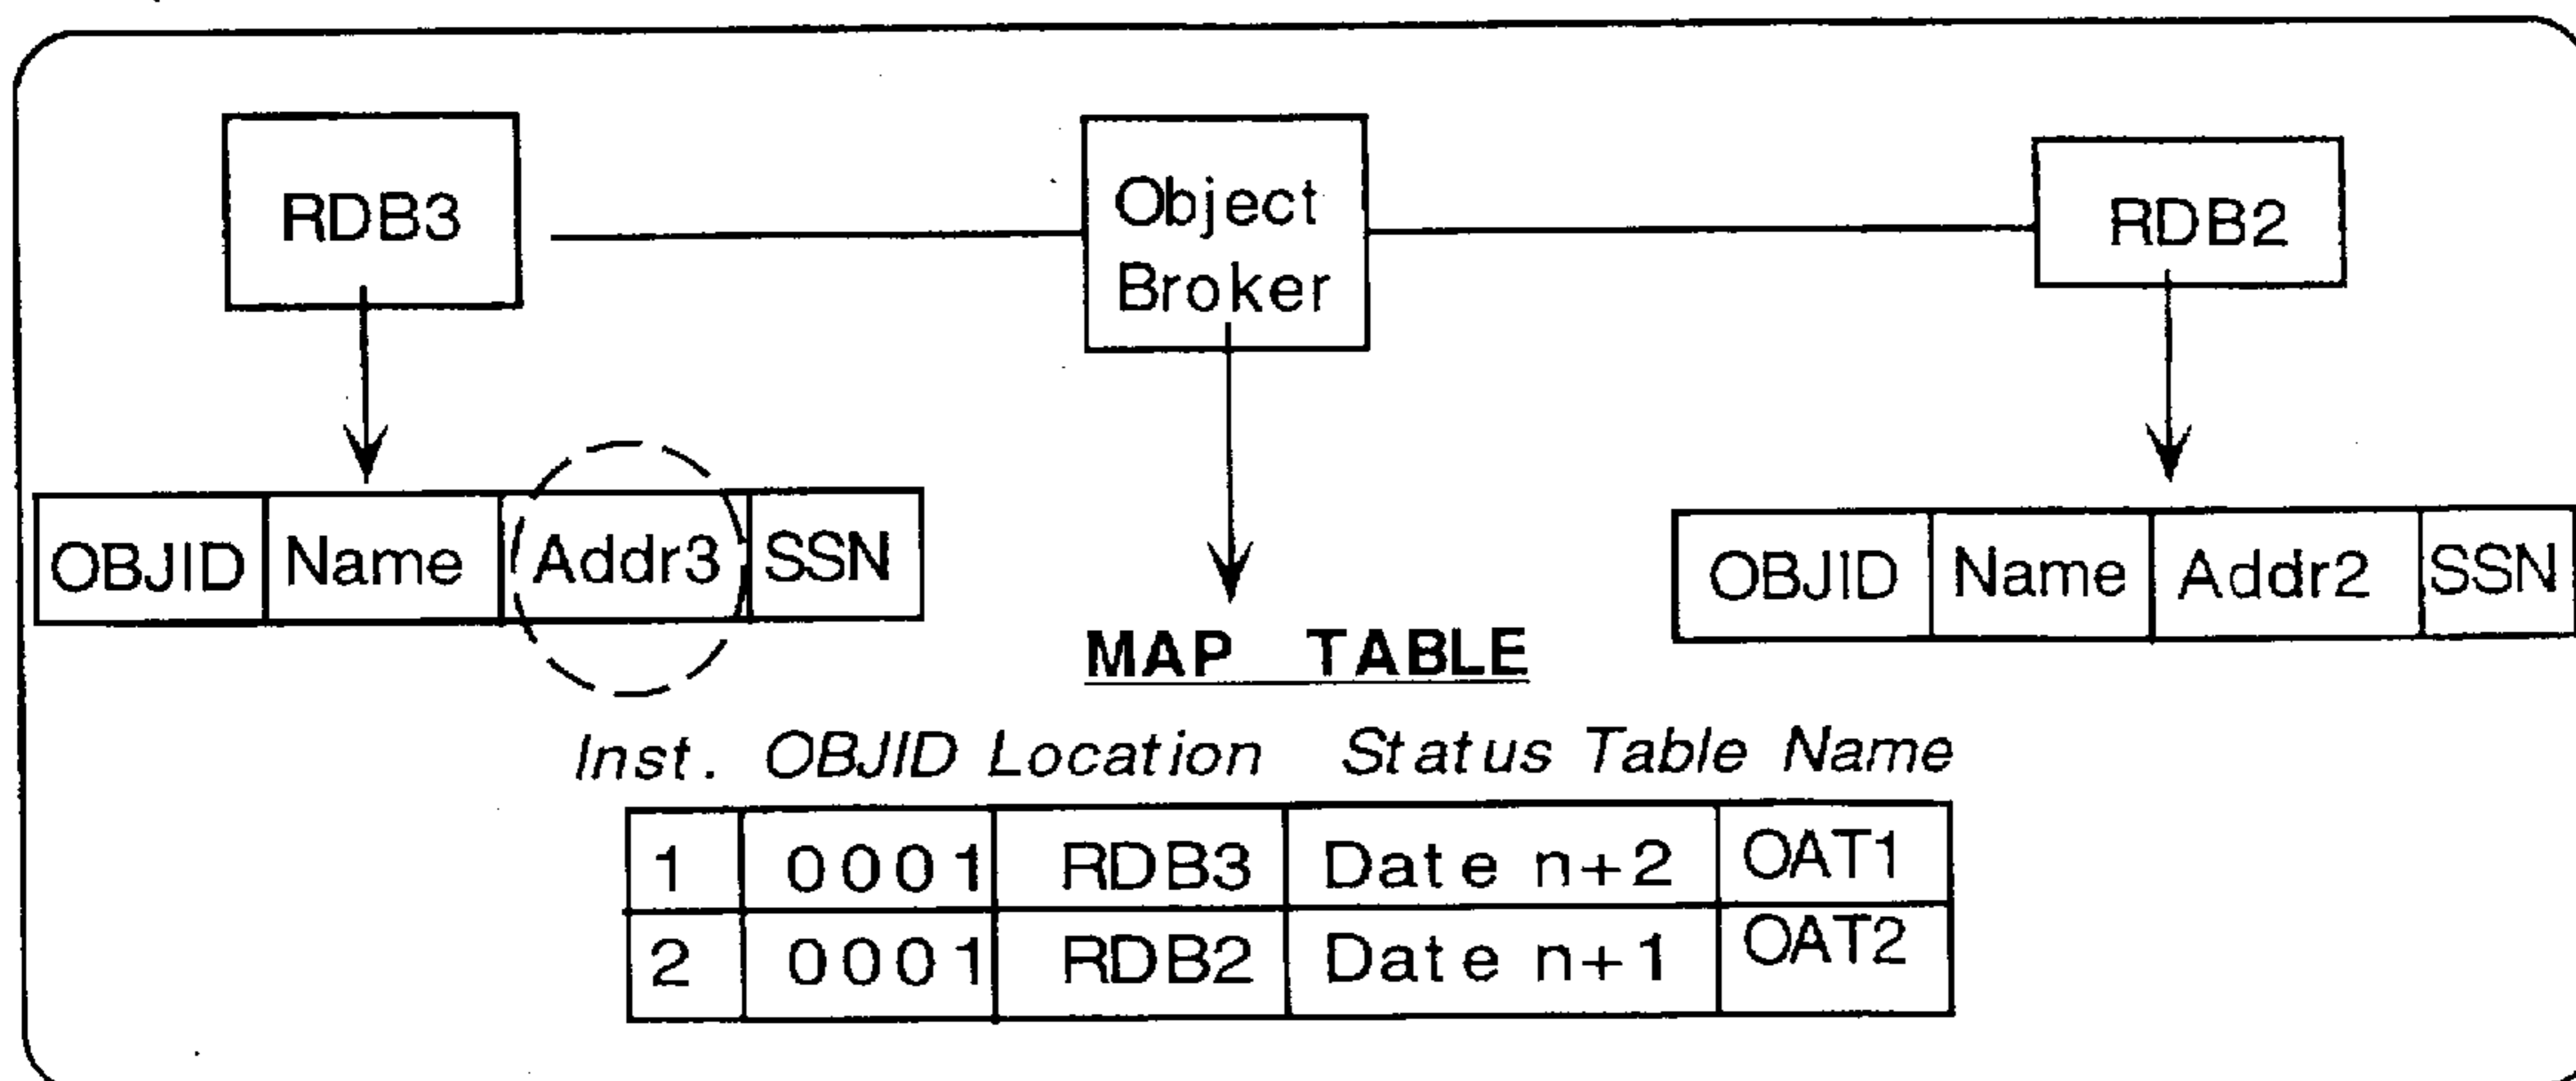 RDB3
Object
Broker
RDB2
OBJID Name Addr3 SSN
OBJID Name Addr2 SSN
MAP TABLE
Inst. OBJID Location Status Table Name
1 0001 RDB3 Date n+2 OAT1
2 0001 RDB2 Date n+1 OAT2